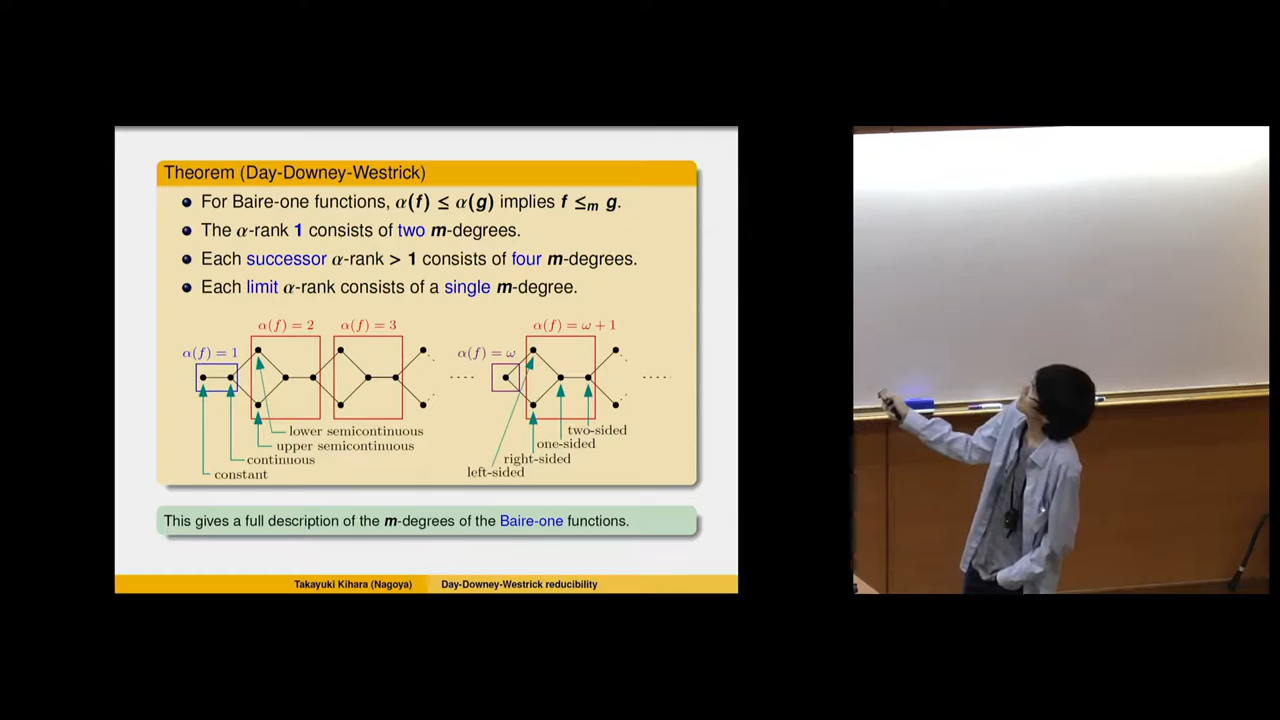 Theorem (Day-Downey-Westrick)
For Baire-one functions, α(f) ≤ α(g) implies f ≤m g.
The α-rank 1 consists of two m-degrees.
Each successor α-rank > 1 consists of four m-degrees.
Each limit α-rank consists of a single m-degree.
α(f) = 2 α(f) = 3 α(f) = ω + 1
α(f) = 1 α(f) = ω
.... ....
lower semicontinuous two-sided
upper semicontinuous one-sided
continuous right-sided
constant left-sided
This gives a full description of the m-degrees of the Baire-one functions.
Takayuki Kihara (Nagoya) Day-Downey-Westrick reducibility